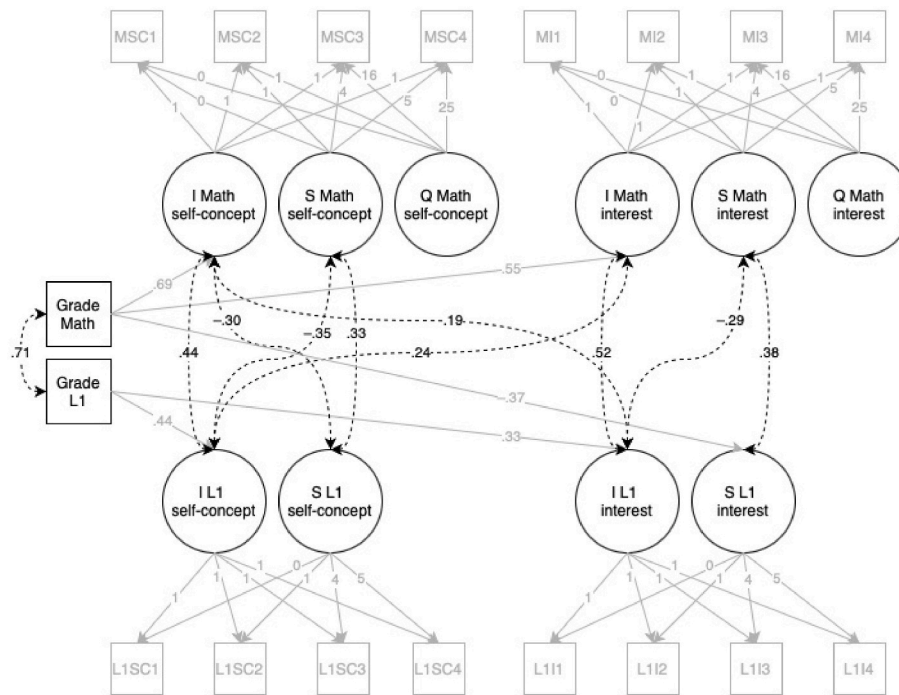 MSC1 MSC2 MSC3 MSC4 MI1 MI2 MI3 MI4
0 1 1 16 1 0 1 1 16 1
1 0 1 1 4 5 25 1 0 1 1 4 5 25
I Math S Math Q Math I Math S Math Q Math
self-concept self-concept self-concept interest interest interest
.69 .55
Grade
Math
–.30 .19 –.29
–.35 .33
.71 .44 .24 .52 .38
Grade
L1
–.37
.44 .33
I L1 S L1 I L1 S L1
self-concept self-concept interest interest
1 0 1 0
1 1 1 1 4 5 1 1 1 1 4 5
L1SC1 L1SC2 L1SC3 L1SC4 L1I1 L1I2 L1I3 L1I4